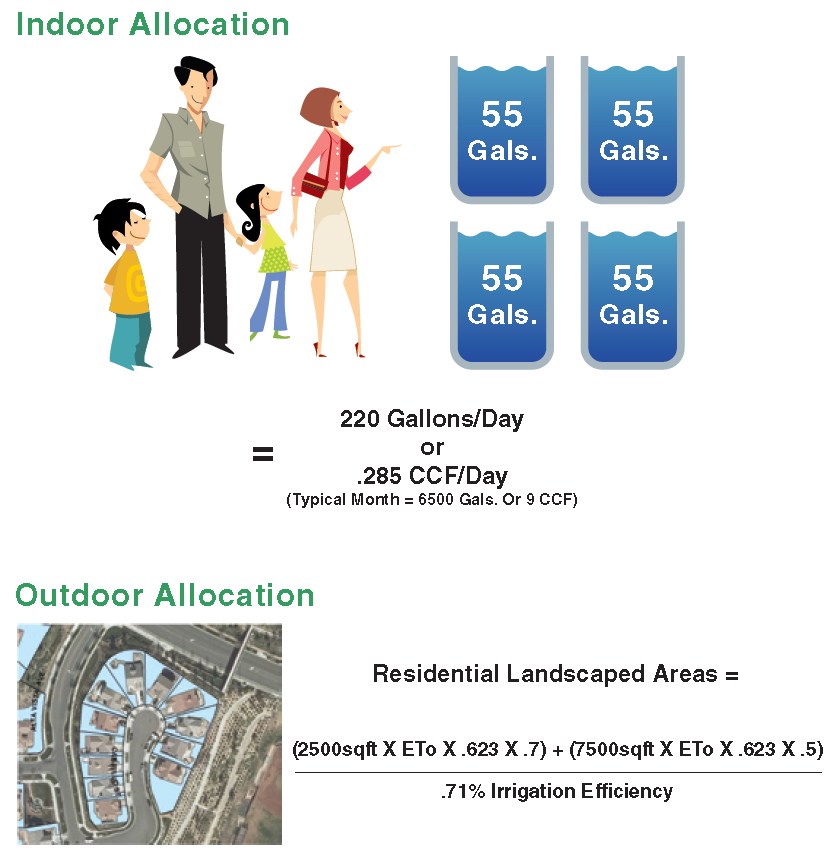 Indoor Allocation
55
Gals.
55
Gals.
55
Gals.
55
Gals.
=
220 Gallons/Day
or
.285 CCF/Day
(Typical Month = 6500 Gals. Or 9 CCF)
Outdoor Allocation
Residential Landscaped Areas =
(2500sqft X ETo X .623 X .7) + (7500sqft X ETo X .623 X .5)
.71% Irrigation Efficiency